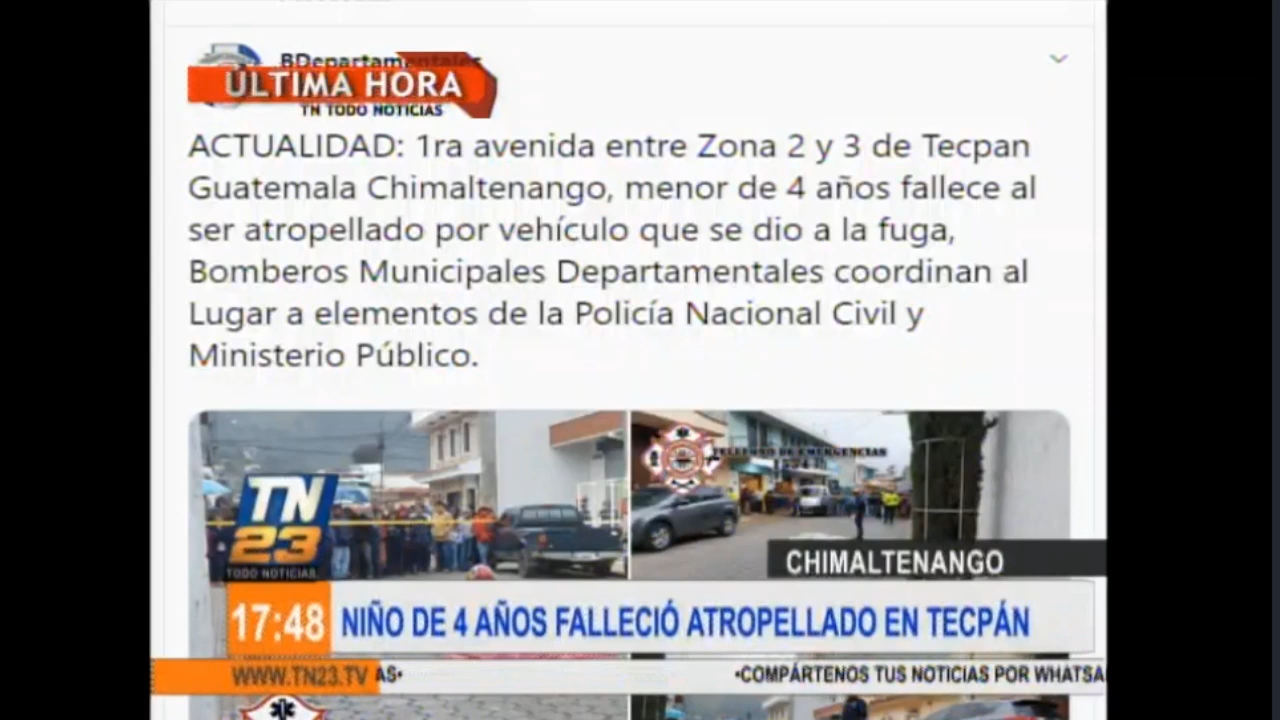 BDepartamentales
ÚLTIMA HORA
TN TODO NOTICIAS
ACTUALIDAD: 1ra avenida entre Zona 2 y 3 de Tecpan
Guatemala Chimaltenango, menor de 4 años fallece al
ser atropellado por vehículo que se dio a la fuga,
Bomberos Municipales Departamentales coordinan al
Lugar a elementos de la Policía Nacional Civil y
Ministerio Público.
EMERGENCIAS
TN
23
TODO NOTICIAS
CHIMALTENANGO
17:48 NIÑO DE 4 AÑOS FALLECIÓ ATROPELLADO EN TECPÁN
WWW.TN23.TV AS• •COMPÁRTENOS TUS NOTICIAS POR WHATSA